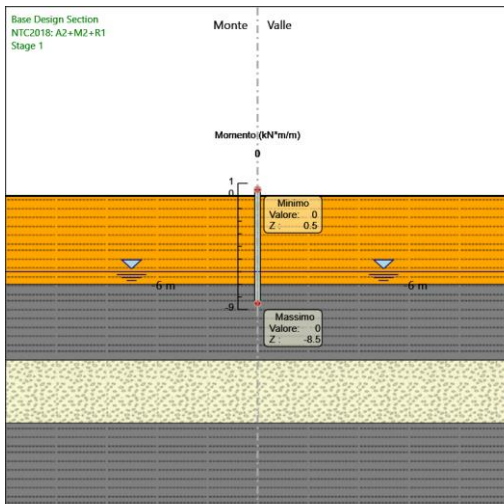 Base Design Section
NTC2018: A2+M2+R1
Stage 1
Monte Valle
Momento (kN*m/m)
0
1
0
Minimo
Valore: 0
Z : 0.5
-6 m -6 m
-9
Massimo
Valore: 0
Z : -8.5